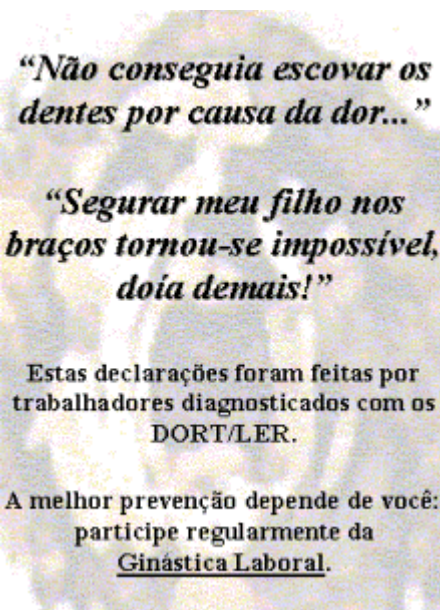 “Não conseguia escovar os
dentes por causa da dor...”
“Segurar meu filho nos
braços tornou-se impossível,
doía demais!”
Estas declarações foram feitas por
trabalhadores diagnosticados com os
DORT/LER.
A melhor prevenção depende de você:
participe regularmente da
Ginástica Laboral.